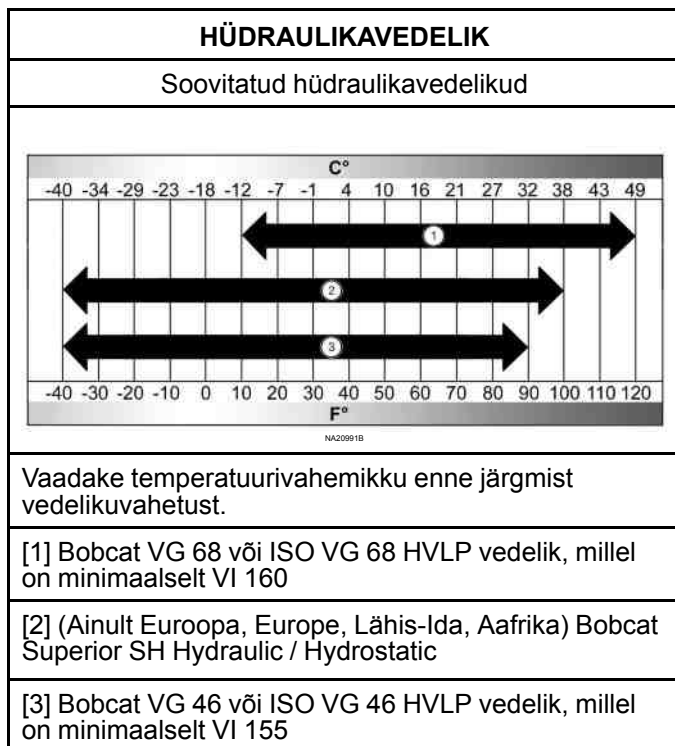 HÜDRAULIKAVEDELIK
Soovitatud hüdraulikavedelikud
C°
-40 -34 -29 -23 -18 -12 -7 -1 4 10 16 21 27 32 38 43 49
1
2
3
-40 -30 -20 -10 0 10 20 30 40 50 60 70 80 90 100 110 120
F°
NA20991B
Vaadake temperatuurivahemikku enne järgmist
vedelikuvahetust.
[1] Bobcat VG 68 või ISO VG 68 HVLP vedelik, millel
on minimaalselt VI 160
[2] (Ainult Euroopa, Europe, Lähis-Ida, Aafrika) Bobcat
Superior SH Hydraulic / Hydrostatic
[3] Bobcat VG 46 või ISO VG 46 HVLP vedelik, millel
on minimaalselt VI 155